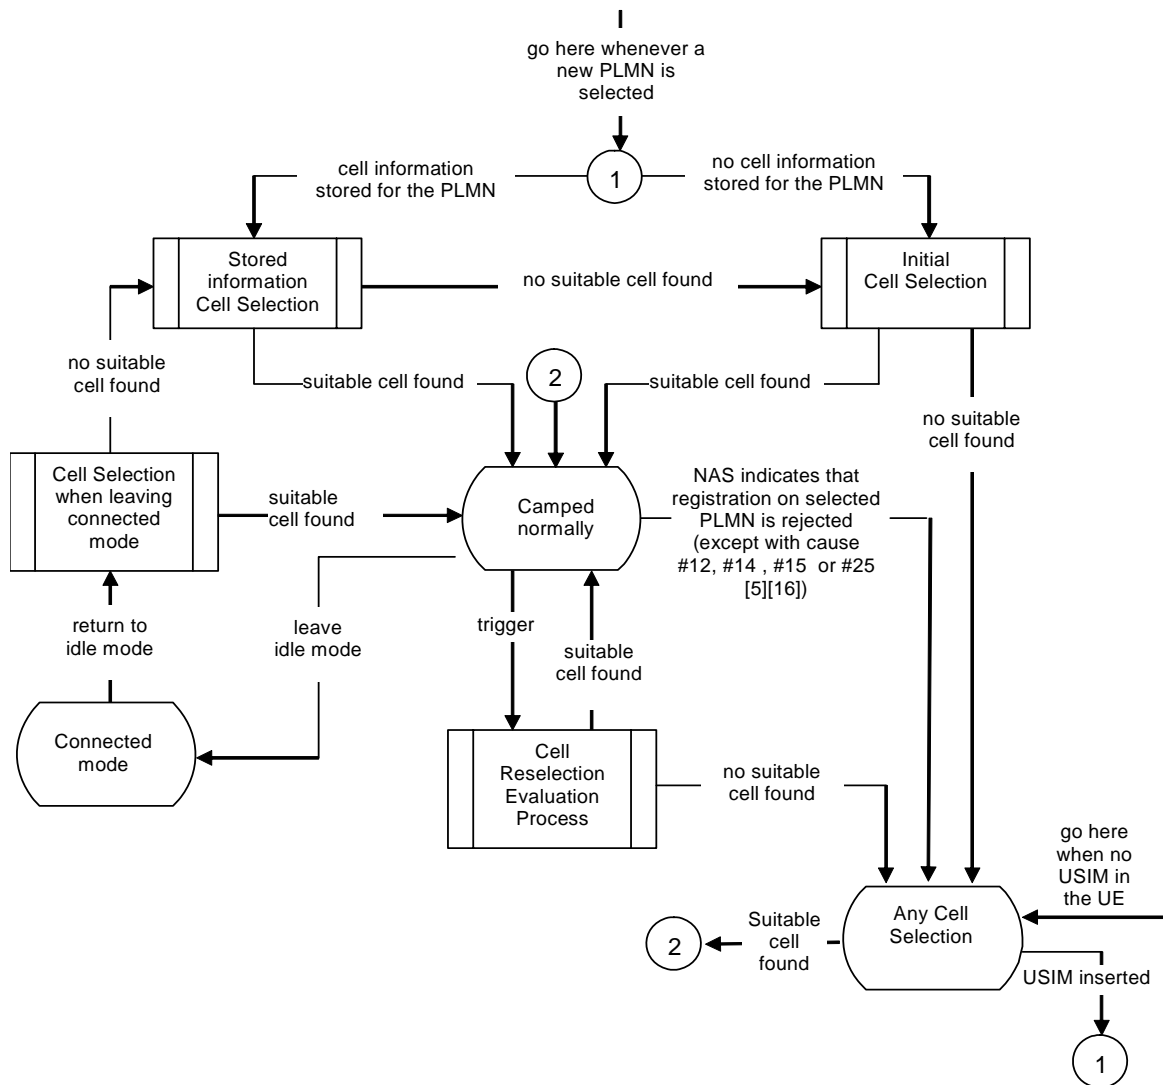 go here whenever a
new PLMN is
selected
1
cell information
stored for the PLMN
no cell information
stored for the PLMN
Stored
information
Cell Selection
no suitable cell found
Initial
Cell Selection
no suitable
cell found
suitable cell found
2
suitable cell found
no suitable
cell found
Cell Selection
when leaving
connected
mode
suitable
cell found
Camped
normally
NAS indicates that
registration on selected
PLMN is rejected
(except with cause
#12, #14 , #15  or #25
[5][16])
return to
idle mode
leave
idle mode
trigger
suitable
cell found
Connected
mode
Cell
Reselection
Evaluation
Process
no suitable
cell found
go here
when no
USIM in
the UE
2
Suitable
cell
found
Any Cell
Selection
USIM inserted
1